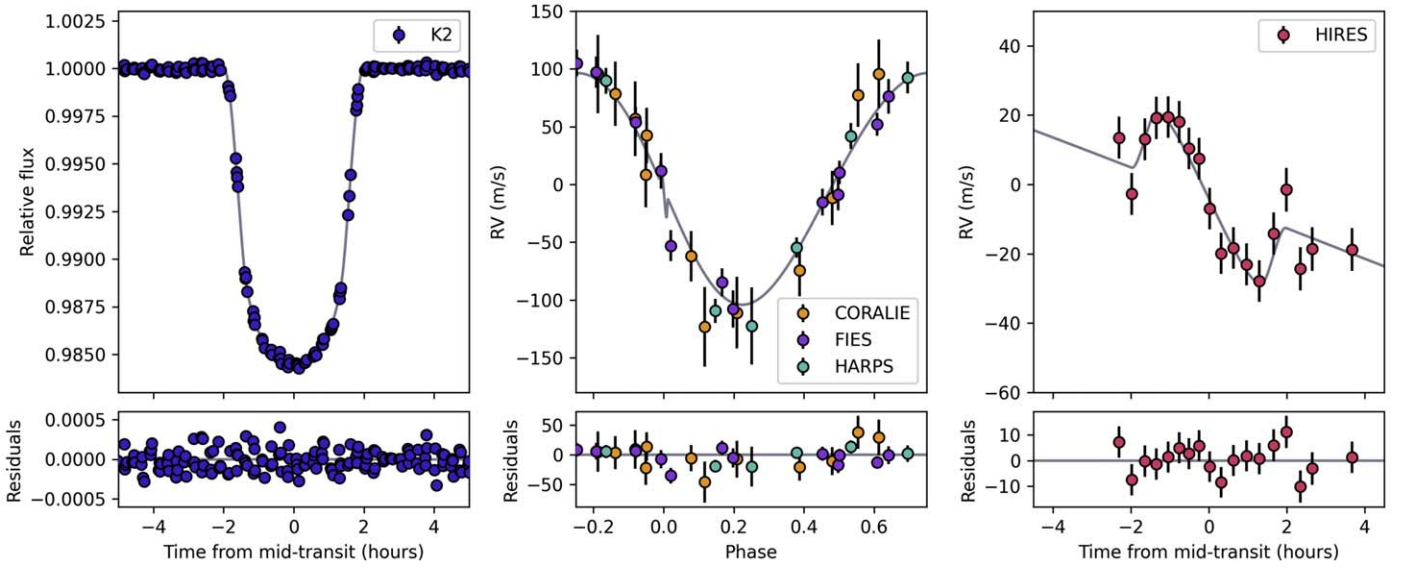 K2
1.0025
1.0000
0.9975
0.9950
0.9925
0.9900
0.9875
0.9850
Relative flux
0.0005
0.0000
−0.0005
Residuals
−4 −2 0 2 4
Time from mid-transit (hours)
150
100
50
0
−50
−100
−150
RV (m/s)
CORALIE
FIES
HARPS
50
0
−50
Residuals
−0.2 0.0 0.2 0.4 0.6
Phase
HIRES
40
20
0
−20
−40
−60
RV (m/s)
10
0
−10
Residuals
−4 −2 0 2 4
Time from mid-transit (hours)